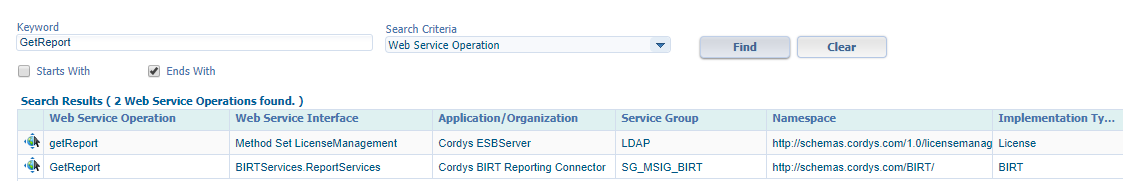 Keyword
Search Criteria
GetReport
Web Service Operation
Find
Clear
Starts With
Ends With
Search Results ( 2 Web Service Operations found. )
Web Service Operation Web Service Interface Application/Organization Service Group Namespace Implementation Ty...
getReport Method Set LicenseManagement Cordys ESBServer LDAP http://schemas.cordys.com/1.0/licensemanag License
GetReport BIRTServices.ReportServices Cordys BIRT Reporting Connector SG_MSIG_BIRT http://schemas.cordys.com/BIRT/ BIRT